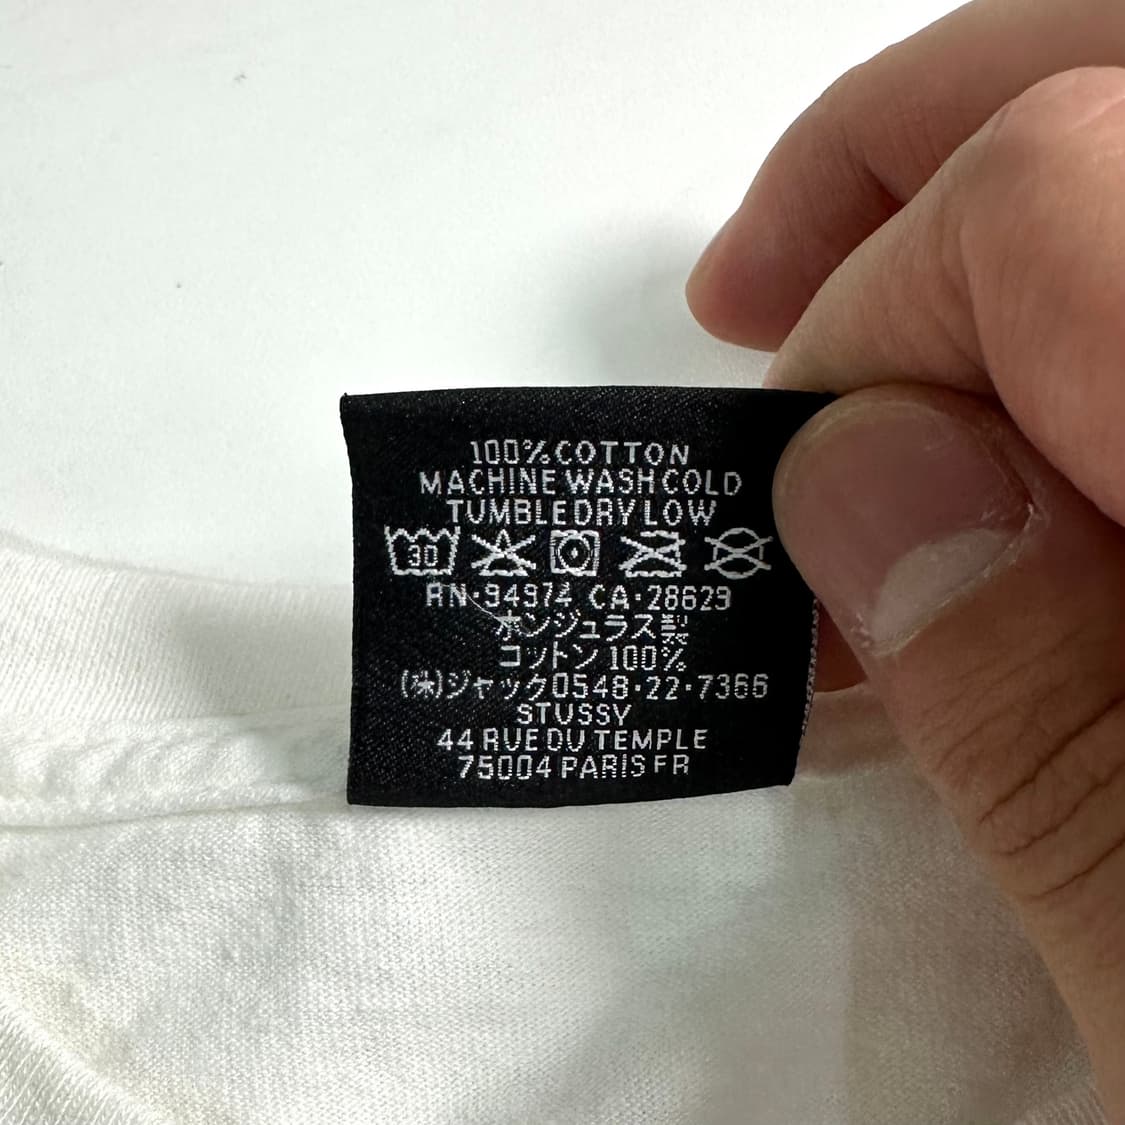 100% COTTON
MACHINE WASH COLD
TUMBLE DRY LOW
30
RN·94974 CA·28629
ホンジュラス製
コットン 100%
(株)ジャック0548·22·7366
STUSSY
44 RUE DU TEMPLE
75004 PARIS FR